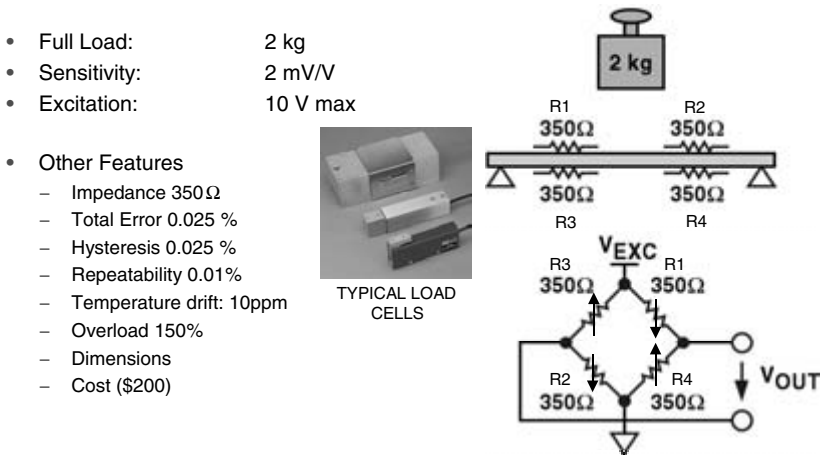 • Full Load: 2 kg
• Sensitivity: 2 mV/V
• Excitation: 10 V max
• Other Features
– Impedance 350Ω
– Total Error 0.025 %
– Hysteresis 0.025 %
– Repeatability 0.01%
– Temperature drift: 10ppm
– Overload 150%
– Dimensions
– Cost ($200)
TYPICAL LOAD
CELLS
2 kg
R1 R2
350Ω 350Ω
350Ω 350Ω
R3 R4
VEXC
R3 R1
350Ω 350Ω
R2 R4
350Ω 350Ω
VOUT